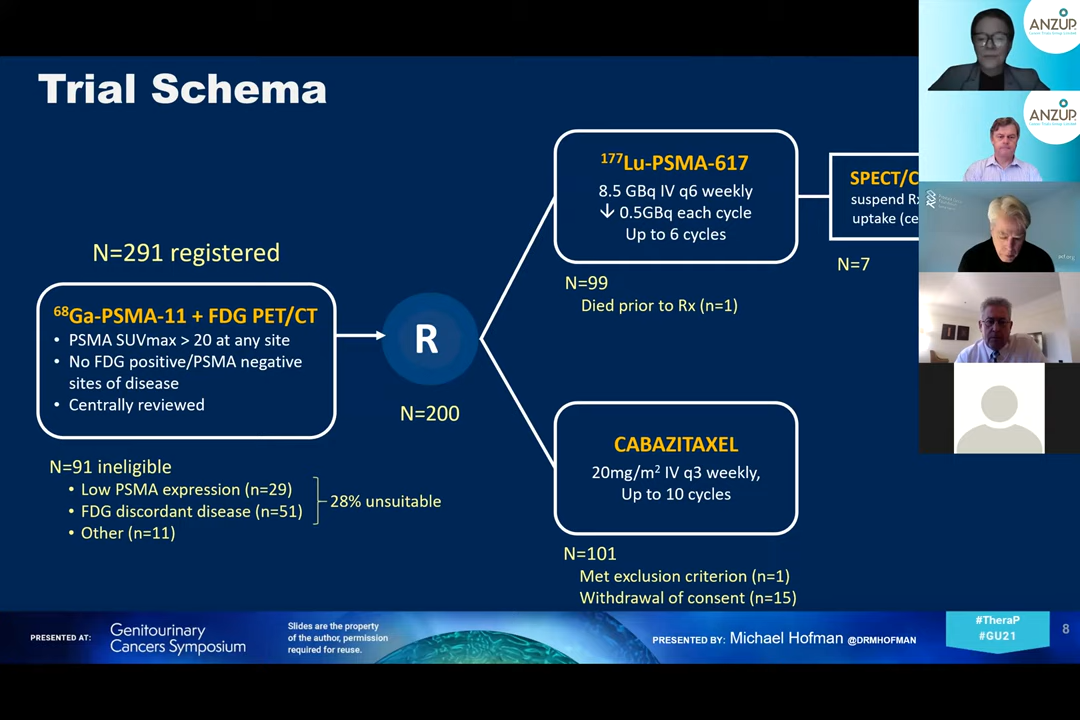 Trial Schema
N=291 registered
⁶⁸Ga-PSMA-11 + FDG PET/CT
• PSMA SUVmax > 20 at any site
• No FDG positive/PSMA negative
sites of disease
• Centrally reviewed
N=91 ineligible
• Low PSMA expression (n=29)
• FDG discordant disease (n=51)
• Other (n=11)
28% unsuitable
R
N=200
¹⁷⁷Lu-PSMA-617
8.5 GBq IV q6 weekly
↓ 0.5GBq each cycle
Up to 6 cycles
N=99
Died prior to Rx (n=1)
SPECT/C
suspend Rx
uptake (ce
N=7
CABAZITAXEL
20mg/m² IV q3 weekly,
Up to 10 cycles
N=101
Met exclusion criterion (n=1)
Withdrawal of consent (n=15)
PRESENTED AT:
Genitourinary
Cancers Symposium
Slides are the property
of the author, permission
required for reuse.
PRESENTED BY: Michael Hofman @DRMHOFMAN
#TheraP
#GU21
8
ANZUP
ANZUP